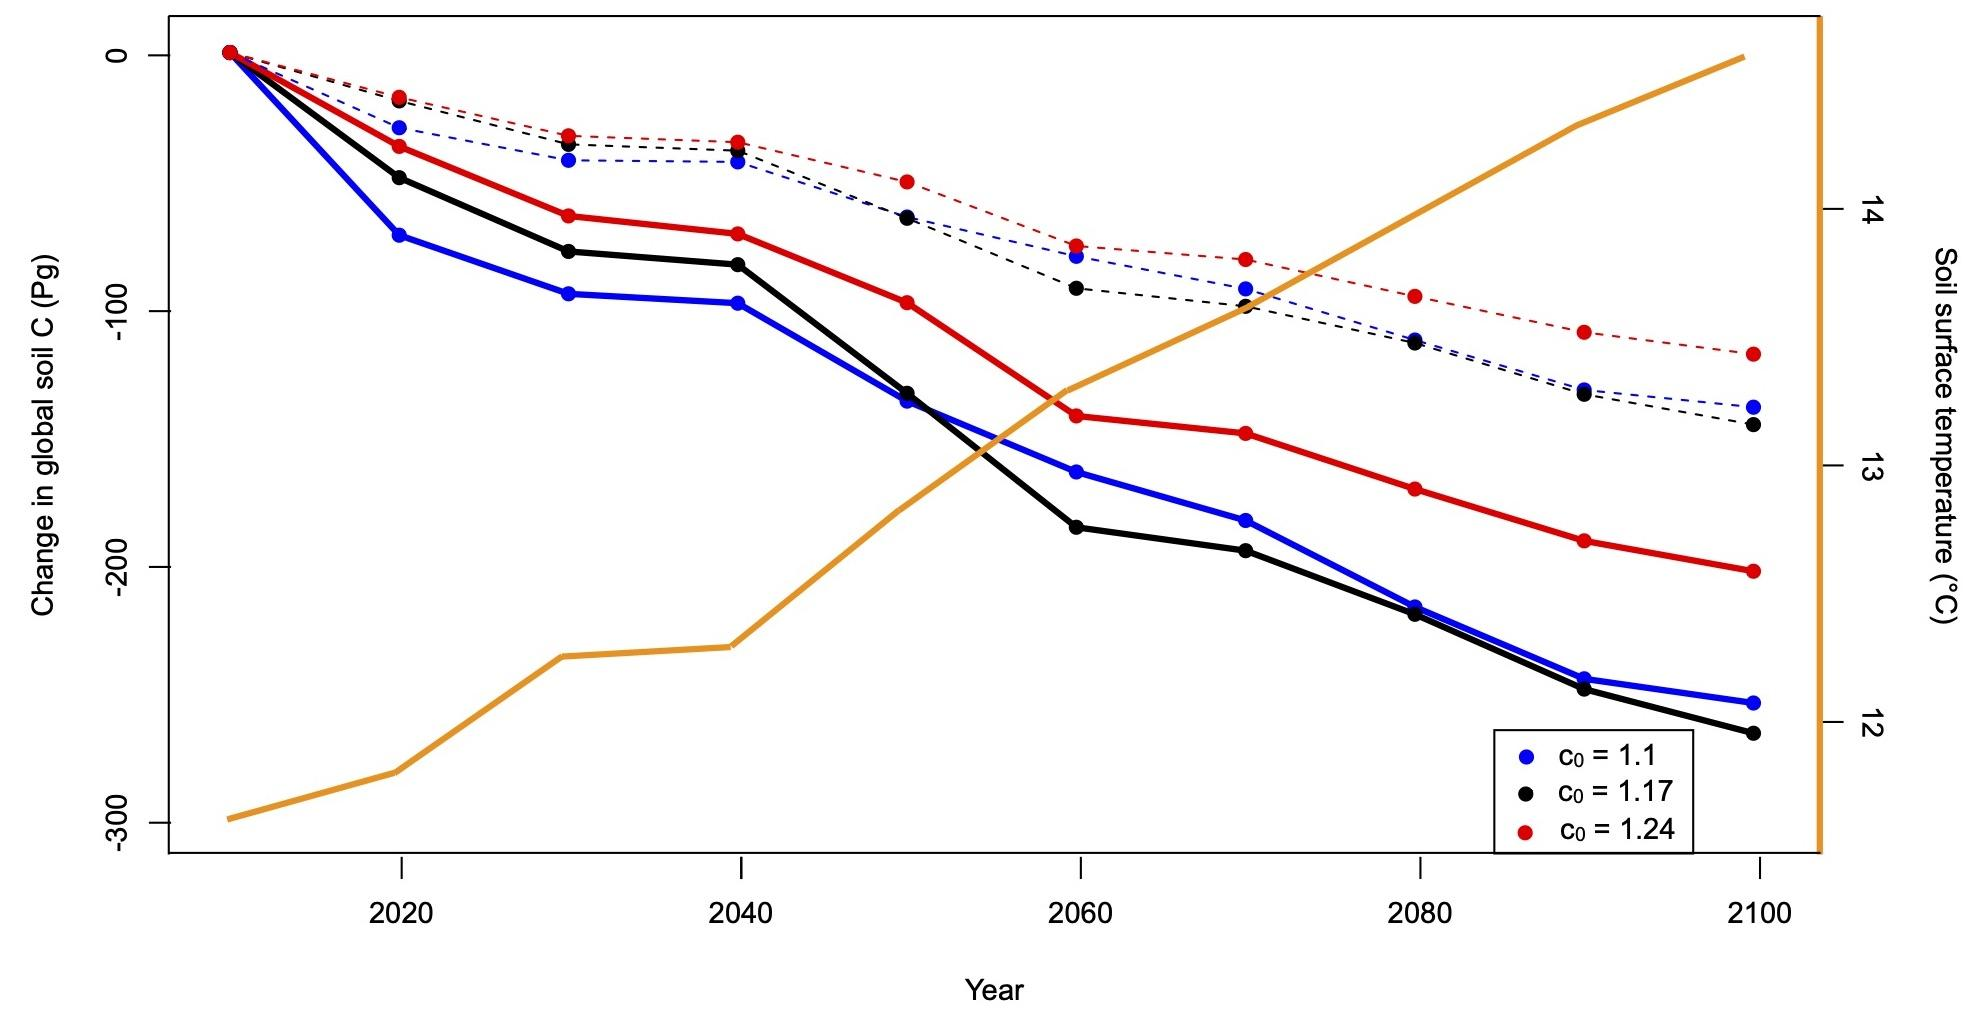 Change in global soil C (Pg)
0
-100
-200
-300
14
13
12
Soil surface temperature (°C)
c₀ = 1.1
c₀ = 1.17
c₀ = 1.24
2020 2040 2060 2080 2100
Year